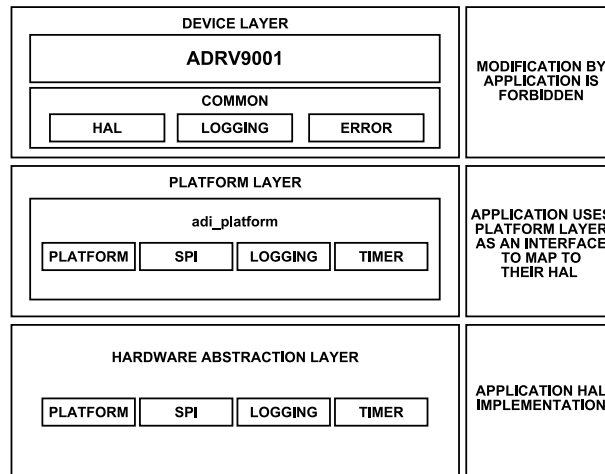 DEVICE LAYER
ADRV9001
COMMON
HAL
LOGGING
ERROR
MODIFICATION BY
APPLICATION IS
FORBIDDEN
PLATFORM LAYER
adi_platform
PLATFORM
SPI
LOGGING
TIMER
APPLICATION USES
PLATFORM LAYER
AS AN INTERFACE
TO MAP TO
THEIR HAL
HARDWARE ABSTRACTION LAYER
PLATFORM
SPI
LOGGING
TIMER
APPLICATION HAL
IMPLEMENTATION